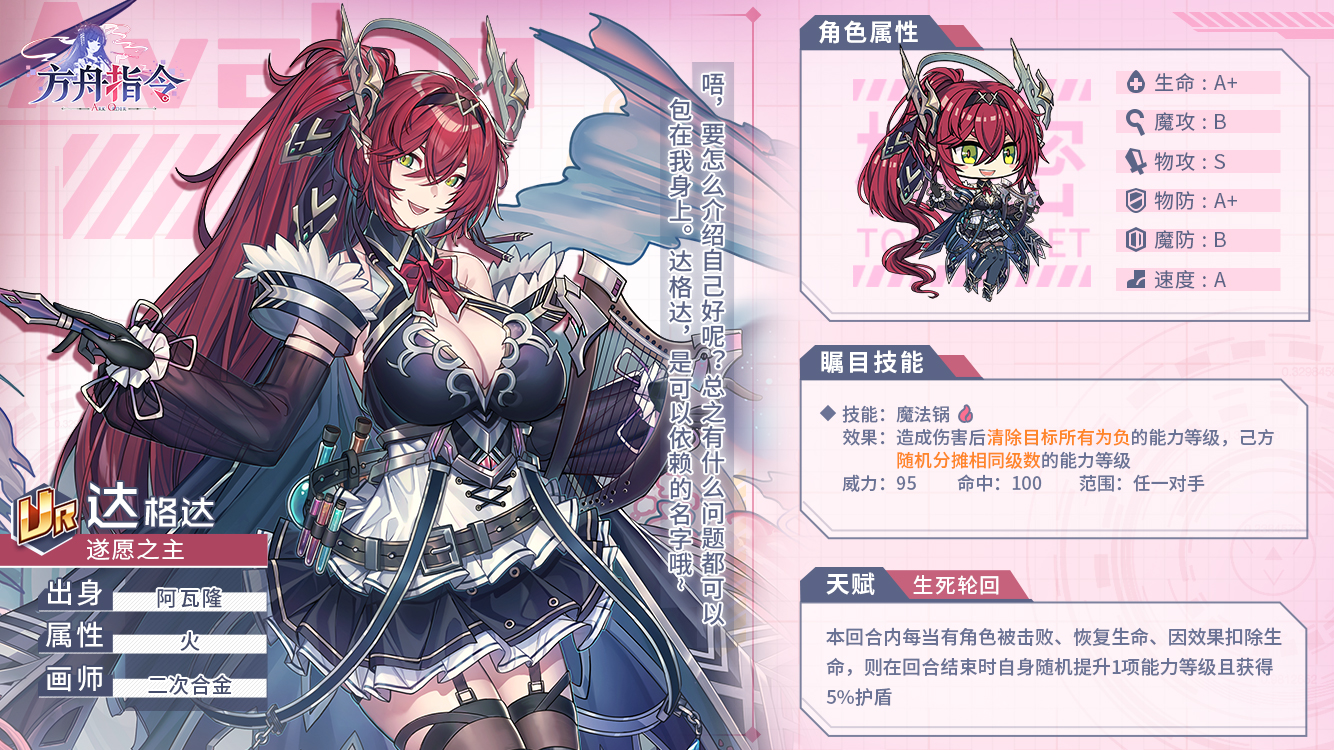 方舟指令
ARK ORDER
唔，要怎么介绍自己好呢？总之有什么问题都可以
包在我身上。达格达，是可以依赖的名字哦~
UR
达格达
遂愿之主
出身 阿瓦隆
属性 火
画师 二次合金
角色属性
生命：A+
魔攻：B
物攻：S
物防：A+
魔防：B
速度：A
瞩目技能
技能：魔法锅
效果：造成伤害后清除目标所有为负的能力等级，己方
随机分摊相同级数的能力等级
威力：95 命中：100 范围：任一对手
天赋 生死轮回
本回合内每当有角色被击败、恢复生命、因效果扣除生
命，则在回合结束时自身随机提升1项能力等级且获得
5%护盾